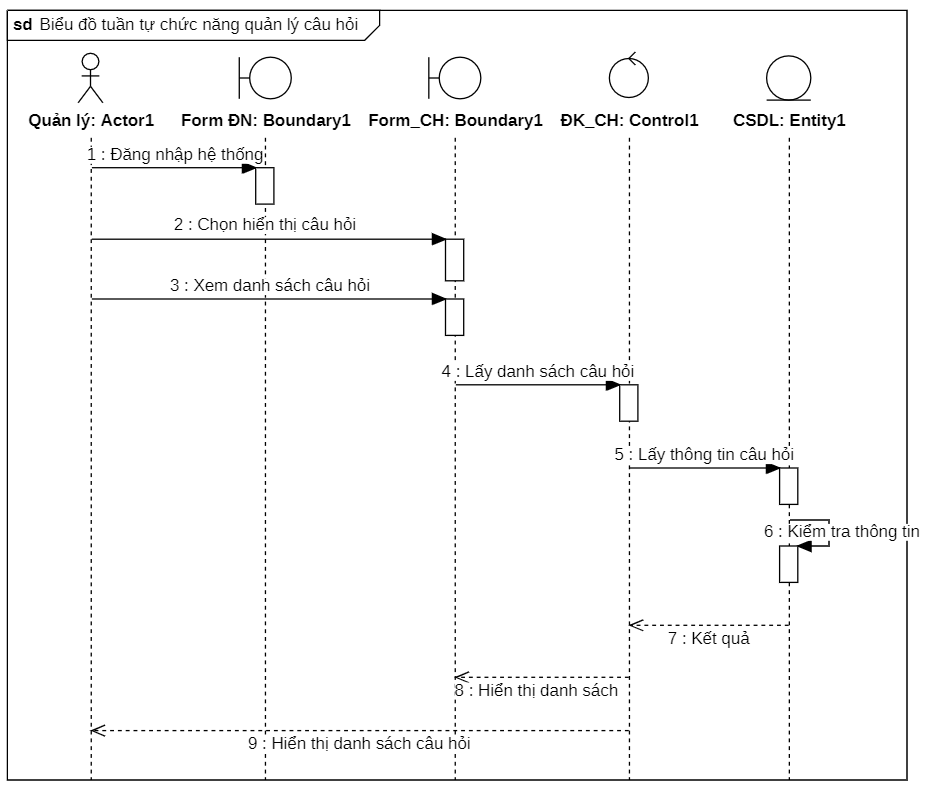 sd Biểu đồ tuần tự chức năng quản lý câu hỏi
Quản lý: Actor1
Form ĐN: Boundary1
Form_CH: Boundary1
ĐK_CH: Control1
CSDL: Entity1
1 : Đăng nhập hệ thống
2 : Chọn hiển thị câu hỏi
3 : Xem danh sách câu hỏi
4 : Lấy danh sách câu hỏi
5 : Lấy thông tin câu hỏi
6 : Kiểm tra thông tin
7 : Kết quả
8 : Hiển thị danh sách
9 : Hiển thị danh sách câu hỏi